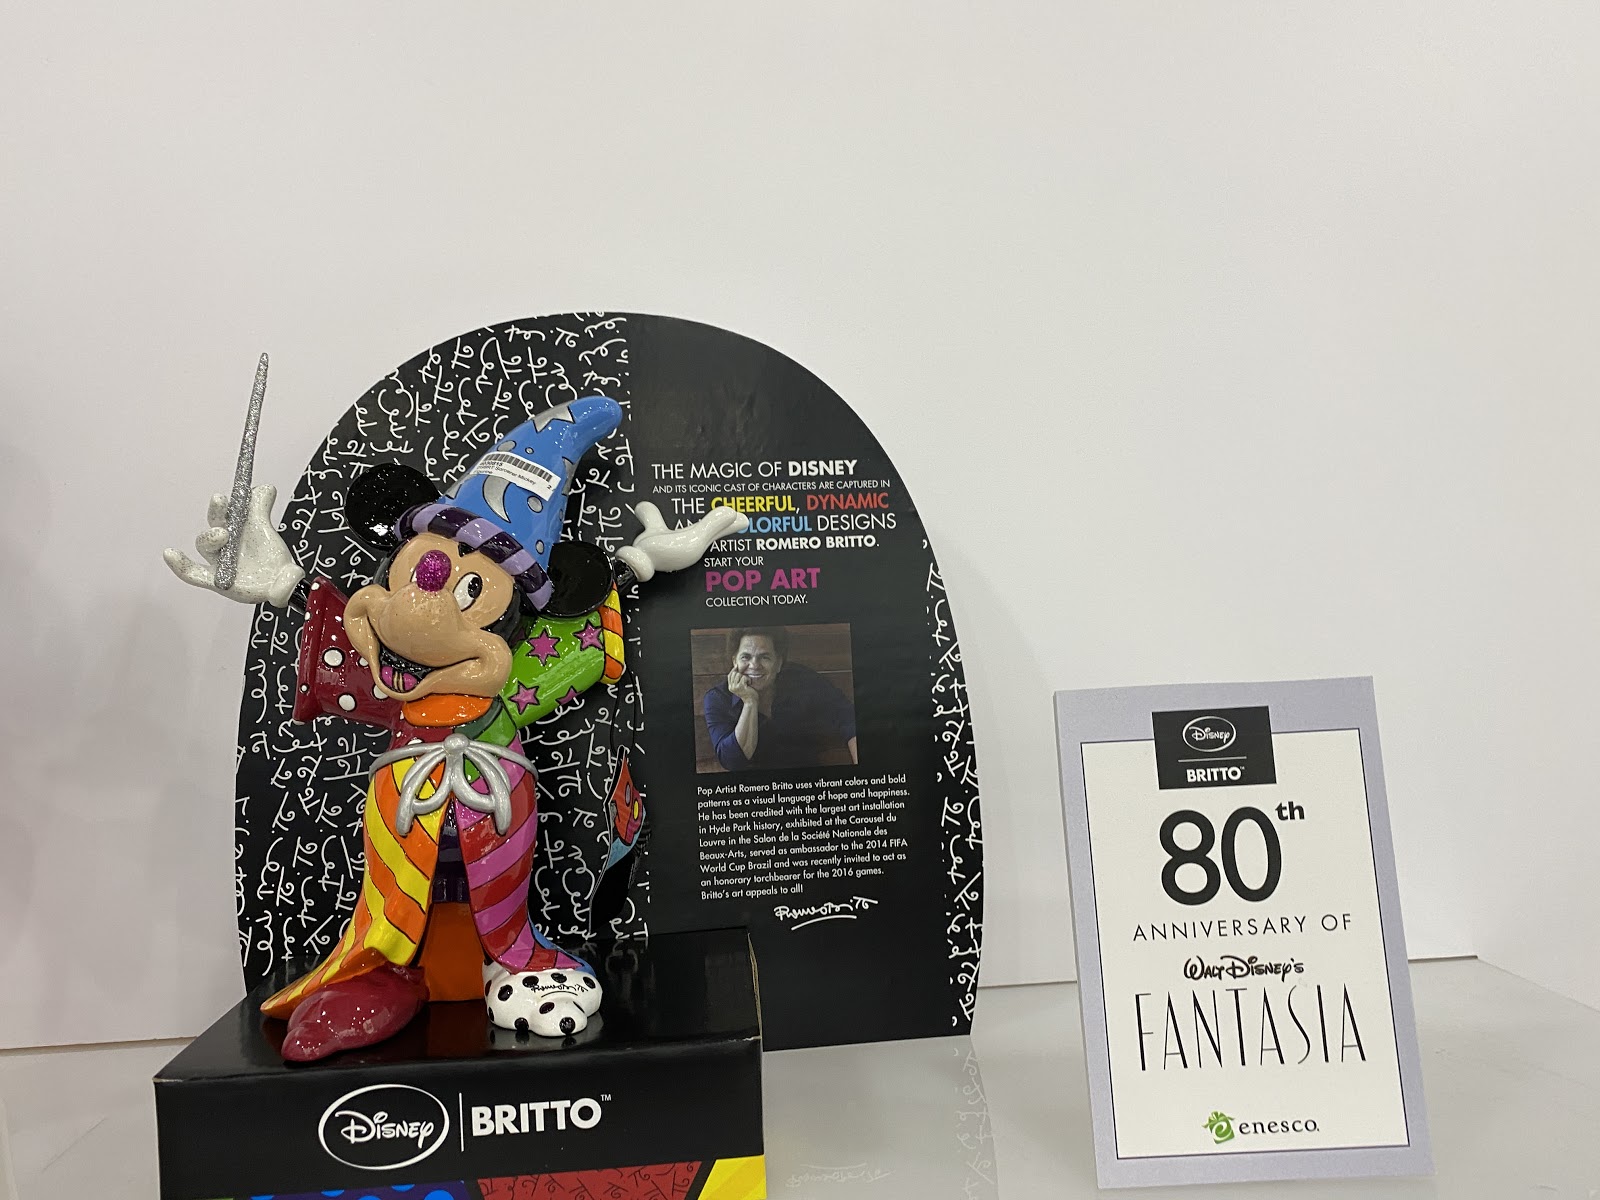 THE MAGIC OF DISNEY
AND ITS ICONIC CAST OF CHARACTERS ARE CAPTURED IN
THE CHEERFUL, DYNAMIC
LORFUL DESIGNS
ARTIST ROMERO BRITTO.
START YOUR
POP ART
COLLECTION TODAY.
Pop Artist Romero Britto uses vibrant colors and bold
patterns as a visual language of hope and happiness.
He has been credited with the largest art installation
in Hyde Park history, exhibited at the Carousel du
Louvre in the Salon de la Société Nationale des
Beaux-Arts, served as ambassador to the 2014 FIFA
World Cup Brazil and was recently invited to act as
an honorary torchbearer for the 2016 games.
Britto's art appeals to all!
Sorcerer Mickey
DISNEY | BRITTO™
DISNEY
BRITTO™
80th
ANNIVERSARY OF
WALT DISNEY'S
FANTASIA
enesco.